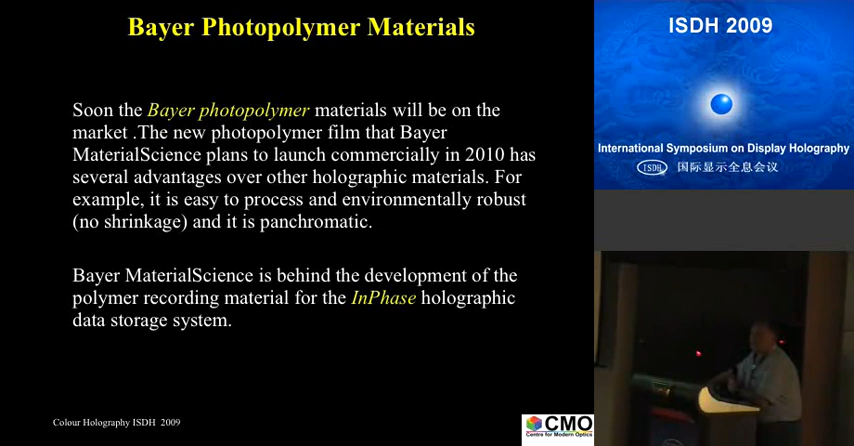 Bayer Photopolymer Materials
Soon the Bayer photopolymer materials will be on the
market .The new photopolymer film that Bayer
MaterialScience plans to launch commercially in 2010 has
several advantages over other holographic materials. For
example, it is easy to process and environmentally robust
(no shrinkage) and it is panchromatic.
Bayer MaterialScience is behind the development of the
polymer recording material for the InPhase holographic
data storage system.
Colour Holography ISDH 2009
CMO
Centre for Modern Optics
ISDH 2009
International Symposium on Display Holography
ISDH 国际显示全息会议